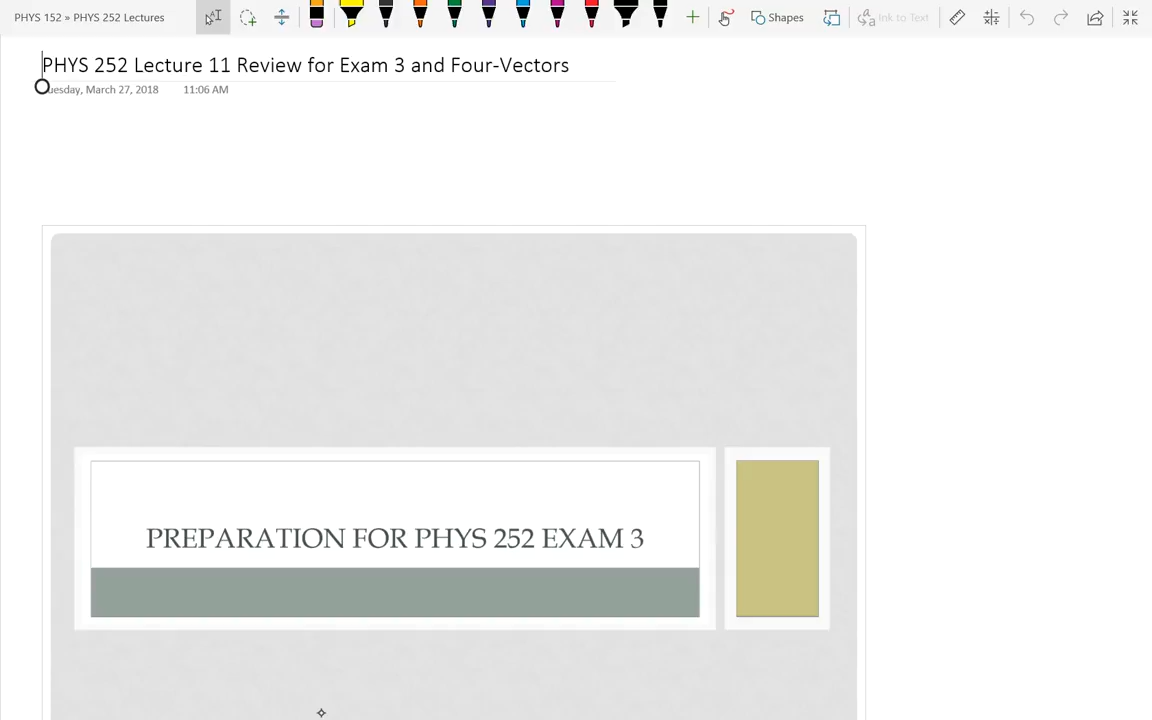 PHYS 152 » PHYS 252 Lectures
Shapes
Ink to Text
PHYS 252 Lecture 11 Review for Exam 3 and Four-Vectors
Tuesday, March 27, 2018 11:06 AM
PREPARATION FOR PHYS 252 EXAM 3